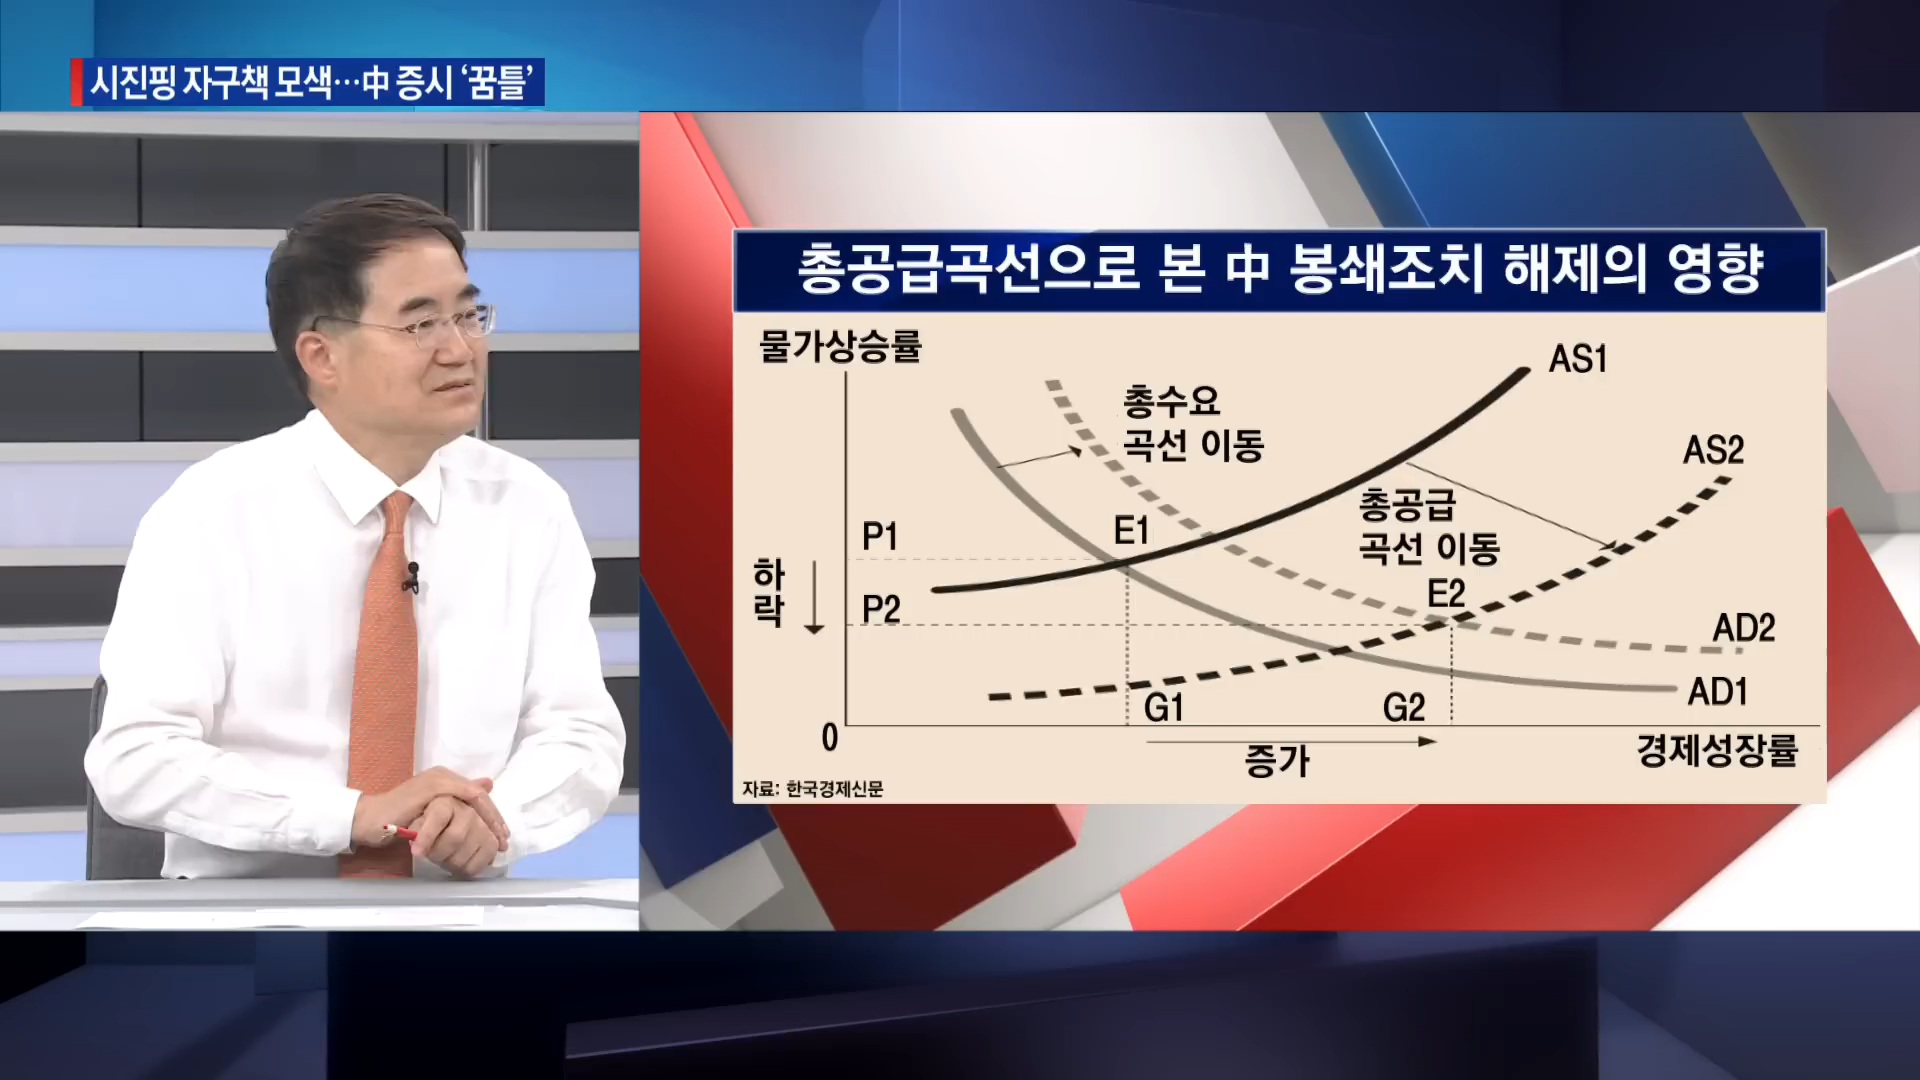 시진핑 자구책 모색…中 증시 ‘꿈틀’
총공급곡선으로 본 中 봉쇄조치 해제의 영향
물가상승률
AS1
총수요
곡선 이동
AS2
총공급
곡선 이동
P1
E1
하락
P2
E2
AD2
AD1
G1
G2
0
증가
경제성장률
자료: 한국경제신문